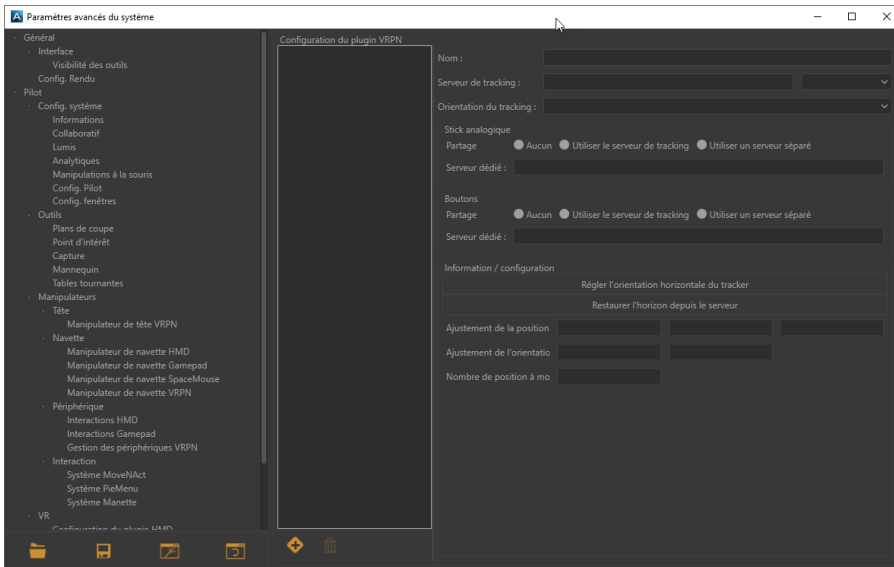 Paramètres avancés du système
Général
Interface
Visibilité des outils
Config. Rendu
Pilot
Config. système
Informations
Collaboratif
Lumis
Analytiques
Manipulations à la souris
Config. Pilot
Config. fenêtres
Outils
Plans de coupe
Point d'intérêt
Capture
Mannequin
Tables tournantes
Manipulateurs
Tête
Manipulateur de tête VRPN
Navette
Manipulateur de navette HMD
Manipulateur de navette Gamepad
Manipulateur de navette SpaceMouse
Manipulateur de navette VRPN
Périphérique
Interactions HMD
Interactions Gamepad
Gestion des périphériques VRPN
Interaction
Système MoveNAct
Système PieMenu
Système Manette
VR
Configuration du plugin HMD
Configuration du plugin VRPN
Nom :
Serveur de tracking :
Orientation du tracking :
Stick analogique
Partage Aucun Utiliser le serveur de tracking Utiliser un serveur séparé
Serveur dédié :
Boutons
Partage Aucun Utiliser le serveur de tracking Utiliser un serveur séparé
Serveur dédié :
Information / configuration
Régler l'orientation horizontale du tracker
Restaurer l'horizon depuis le serveur
Ajustement de la position
Ajustement de l'orientatio
Nombre de position à mo